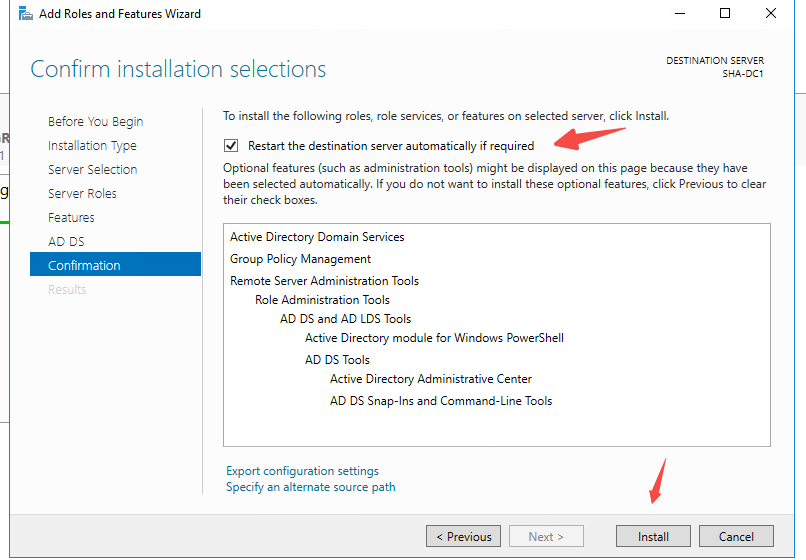 Add Roles and Features Wizard
Confirm installation selections
DESTINATION SERVER
SHA-DC1
Before You Begin
Installation Type
Server Selection
Server Roles
Features
AD DS
Confirmation
Results
To install the following roles, role services, or features on selected server, click Install.
Restart the destination server automatically if required
Optional features (such as administration tools) might be displayed on this page because they have
been selected automatically. If you do not want to install these optional features, click Previous to clear
their check boxes.
Active Directory Domain Services
Group Policy Management
Remote Server Administration Tools
Role Administration Tools
AD DS and AD LDS Tools
Active Directory module for Windows PowerShell
AD DS Tools
Active Directory Administrative Center
AD DS Snap-Ins and Command-Line Tools
Export configuration settings
Specify an alternate source path
< Previous
Next >
Install
Cancel